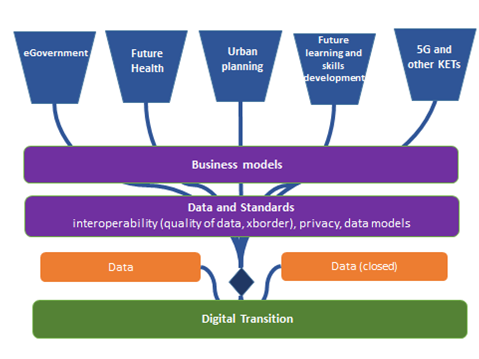 eGovernment
Future
Health
Urban
planning
Future
learning and
skills
development
5G and
other KETs
Business models
Data and Standards
interoperability (quality of data, xborder), privacy, data models
Data
Data (closed)
Digital Transition